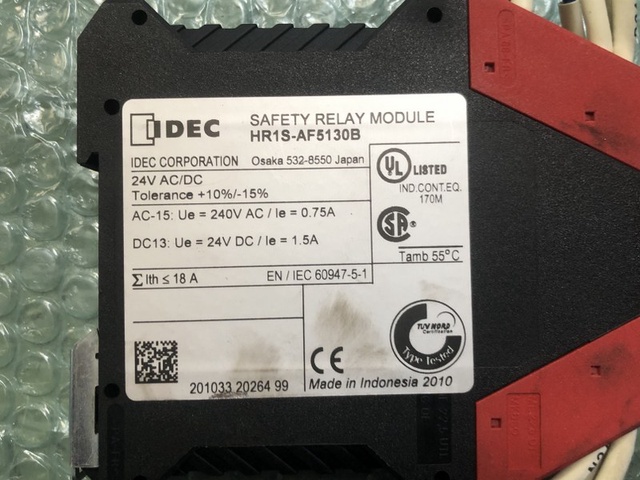 IDEC
SAFETY RELAY MODULE
HR1S-AF5130B
IDEC CORPORATION Osaka 532-8550 Japan
24V AC/DC
Tolerance +10%/-15%
AC-15: Ue = 240V AC / Ie = 0.75A
DC13: Ue = 24V DC / Ie = 1.5A
UL LISTED
IND.CONT.EQ.
170M
SA
Tamb 55°C
Σ Ith ≤ 18 A EN / IEC 60947-5-1
TUV NORD
Certification
Type Tested
CE
201033 20264 99
Made in Indonesia 2010